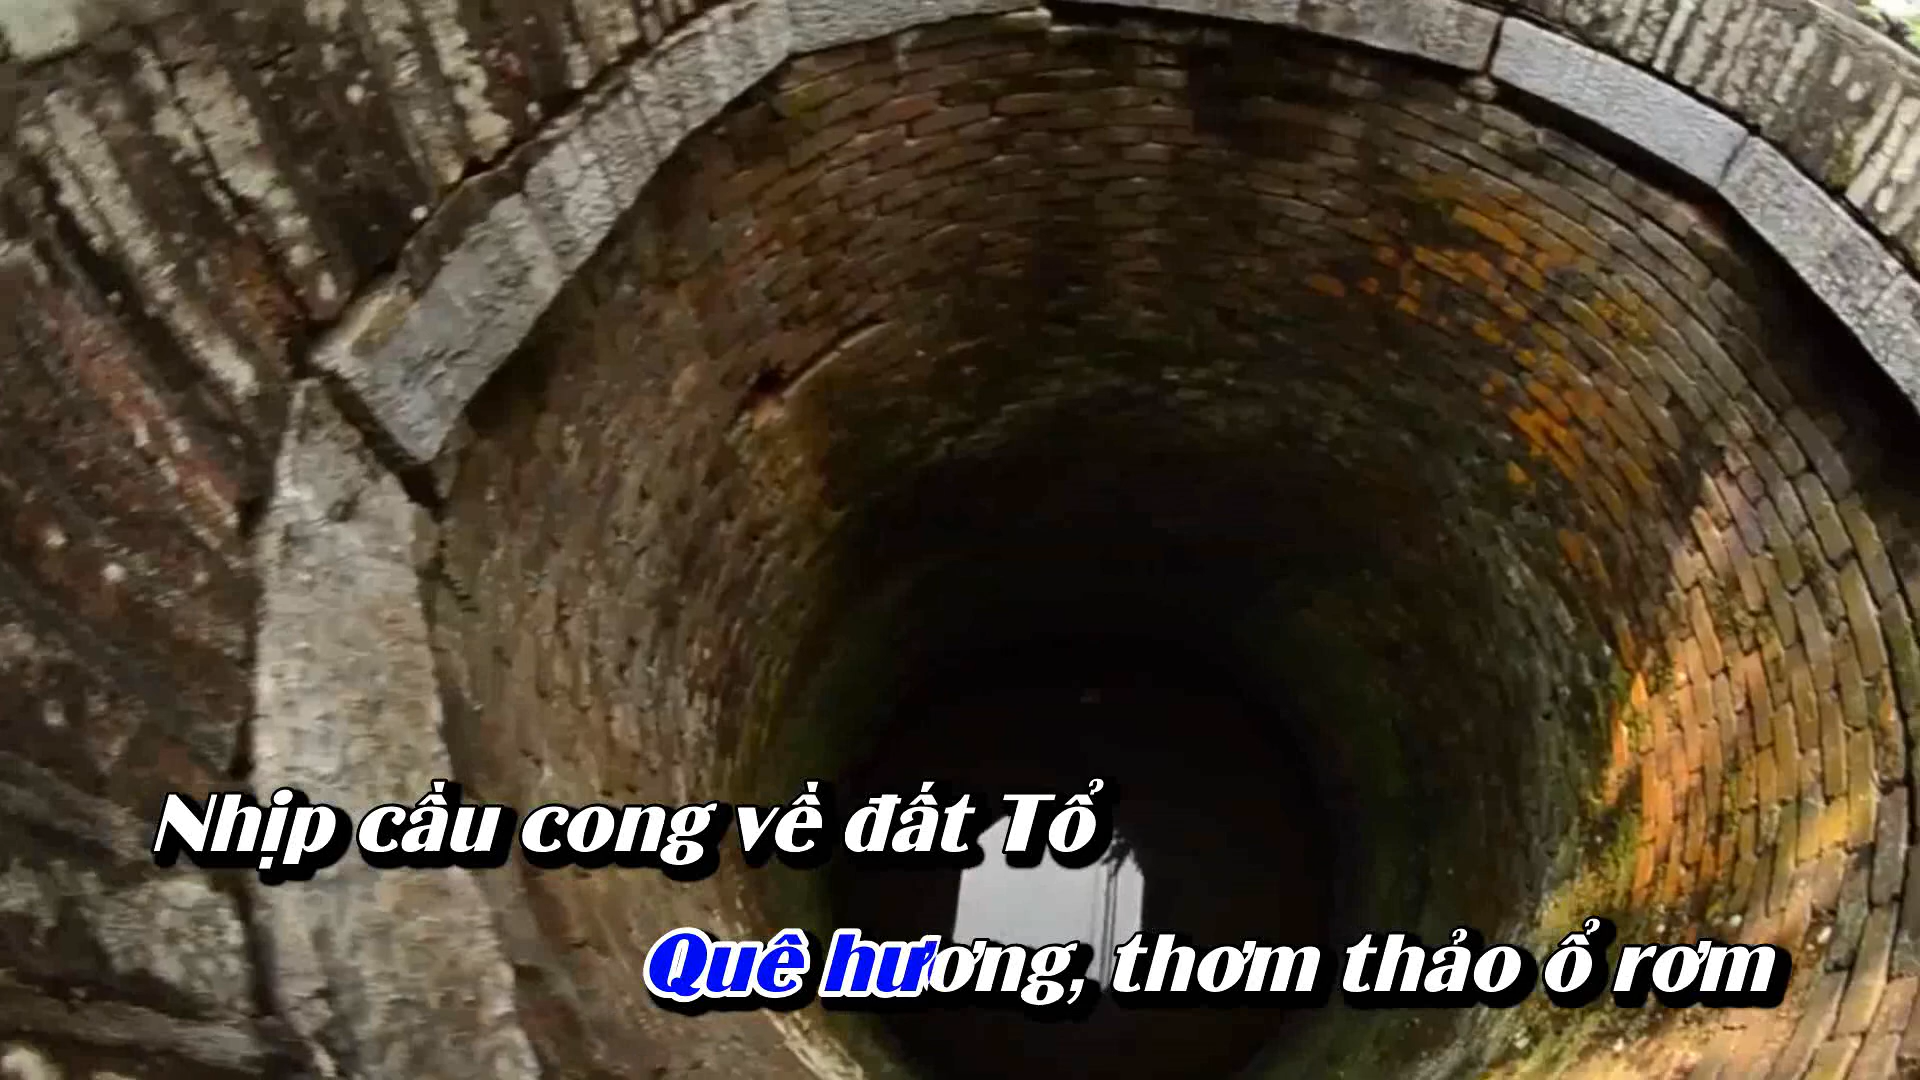 Nhịp cầu cong về đất Tổ
Quê hương, thơm thảo ổ rơm